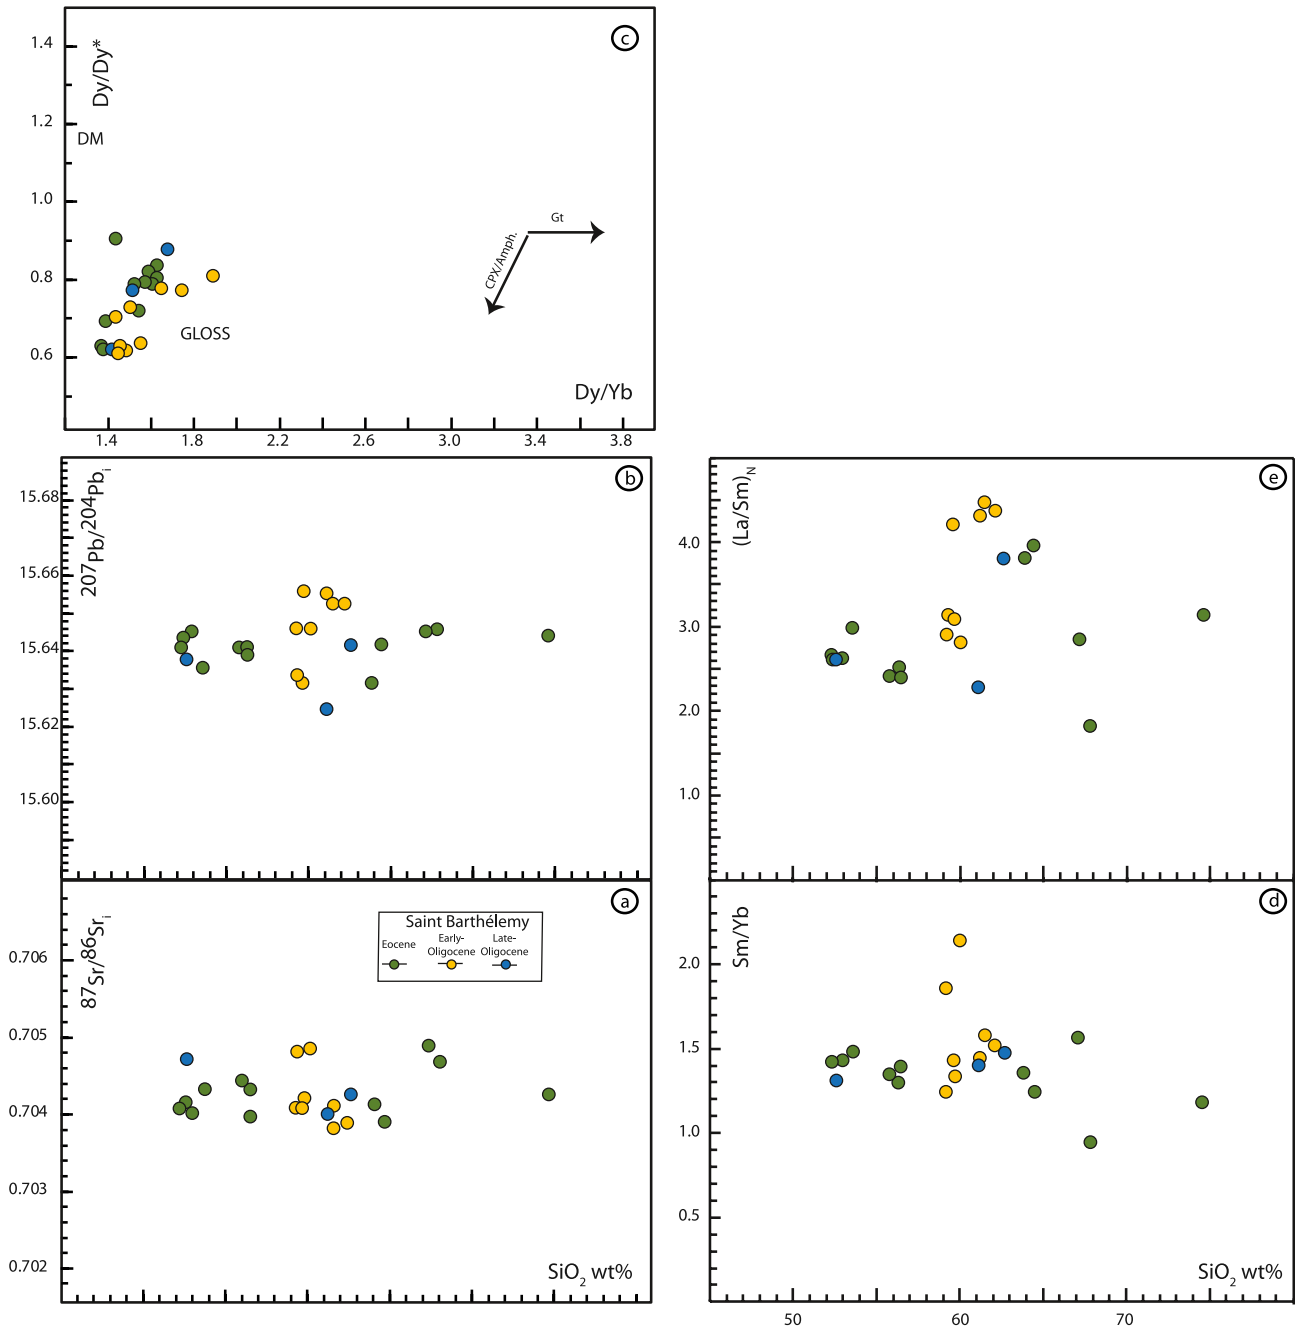 c
Dy/Dy*
1.4
1.2
1.0
0.8
0.6
DM
GLOSS
Gt
CPX/Amph.
Dy/Yb
1.4 1.8 2.2 2.6 3.0 3.4 3.8
b
207Pb/204Pbi
15.68
15.66
15.64
15.62
15.60
e
(La/Sm)N
4.0
3.0
2.0
1.0
a
87Sr/86Sri
0.706
0.705
0.704
0.703
0.702
Saint Barthélemy
Eocene
Early-Oligocene
Late-Oligocene
SiO2 wt%
d
Sm/Yb
2.0
1.5
1.0
0.5
SiO2 wt%
50 60 70